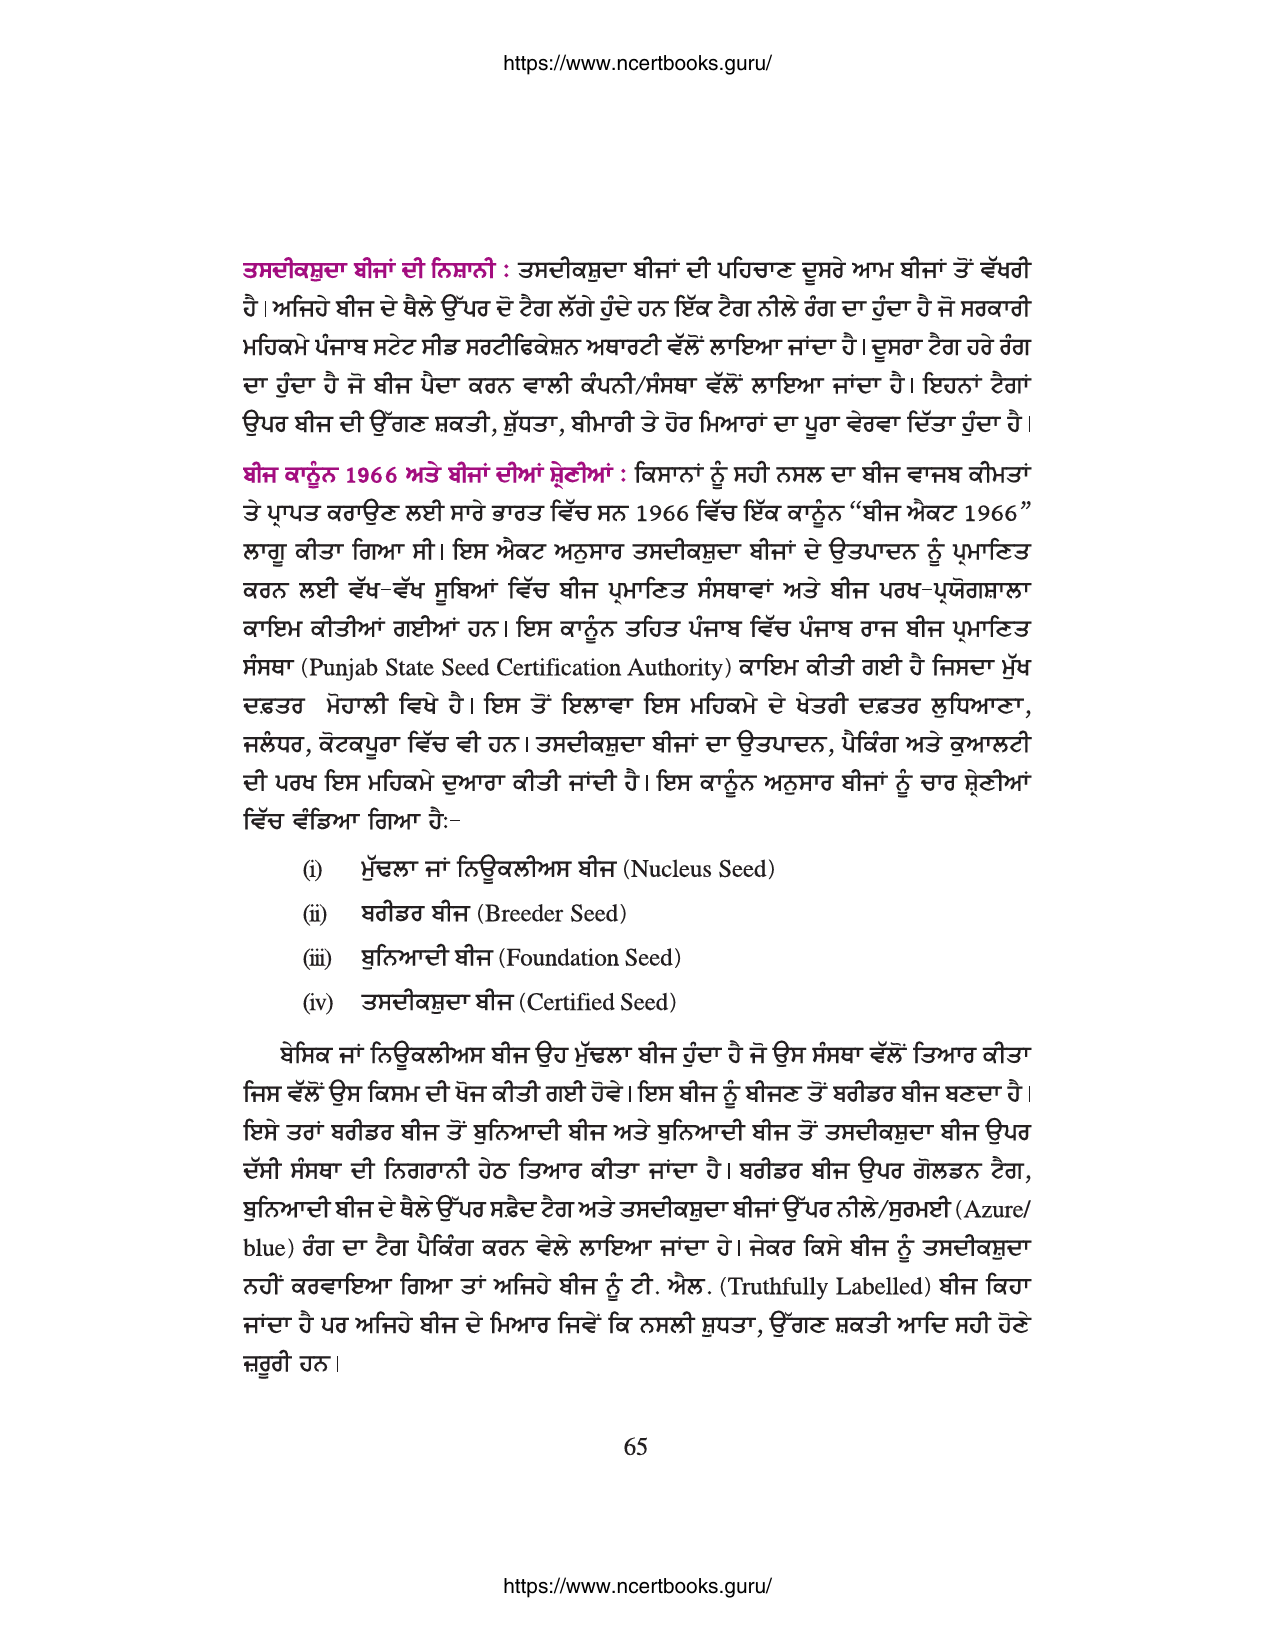 https://www.ncertbooks.guru/
ਤਸਦੀਕਸ਼ੁਦਾ ਬੀਜਾਂ ਦੀ ਨਿਸ਼ਾਨੀ : ਤਸਦੀਕਸ਼ੁਦਾ ਬੀਜਾਂ ਦੀ ਪਹਿਚਾਣ ਦੂਸਰੇ ਆਮ ਬੀਜਾਂ ਤੋਂ ਵੱਖਰੀ
ਹੈ। ਅਜਿਹੇ ਬੀਜ ਦੇ ਥੈਲੇ ਉੱਪਰ ਦੋ ਟੈਗ ਲੱਗੇ ਹੁੰਦੇ ਹਨ ਇੱਕ ਟੈਗ ਨੀਲੇ ਰੰਗ ਦਾ ਹੁੰਦਾ ਹੈ ਜੋ ਸਰਕਾਰੀ
ਮਹਿਕਮੇ ਪੰਜਾਬ ਸਟੇਟ ਸੀਡ ਸਰਟੀਫਿਕੇਸ਼ਨ ਅਥਾਰਟੀ ਵੱਲੋਂ ਲਾਇਆ ਜਾਂਦਾ ਹੈ। ਦੂਸਰਾ ਟੈਗ ਹਰੇ ਰੰਗ
ਦਾ ਹੁੰਦਾ ਹੈ ਜੋ ਬੀਜ ਪੈਦਾ ਕਰਨ ਵਾਲੀ ਕੰਪਨੀ/ਸੰਸਥਾ ਵੱਲੋਂ ਲਾਇਆ ਜਾਂਦਾ ਹੈ। ਇਹਨਾਂ ਟੈਗਾਂ
ਉਪਰ ਬੀਜ ਦੀ ਉੱਗਣ ਸ਼ਕਤੀ, ਸ਼ੁੱਧਤਾ, ਬੀਮਾਰੀ ਤੇ ਹੋਰ ਮਿਆਰਾਂ ਦਾ ਪੂਰਾ ਵੇਰਵਾ ਦਿੱਤਾ ਹੁੰਦਾ ਹੈ।
ਬੀਜ ਕਾਨੂੰਨ 1966 ਅਤੇ ਬੀਜਾਂ ਦੀਆਂ ਸ਼੍ਰੇਣੀਆਂ : ਕਿਸਾਨਾਂ ਨੂੰ ਸਹੀ ਨਸਲ ਦਾ ਬੀਜ ਵਾਜਬ ਕੀਮਤਾਂ
ਤੇ ਪ੍ਰਾਪਤ ਕਰਾਉਣ ਲਈ ਸਾਰੇ ਭਾਰਤ ਵਿੱਚ ਸਨ 1966 ਵਿੱਚ ਇੱਕ ਕਾਨੂੰਨ “ਬੀਜ ਐਕਟ 1966”
ਲਾਗੂ ਕੀਤਾ ਗਿਆ ਸੀ। ਇਸ ਐਕਟ ਅਨੁਸਾਰ ਤਸਦੀਕਸ਼ੁਦਾ ਬੀਜਾਂ ਦੇ ਉਤਪਾਦਨ ਨੂੰ ਪ੍ਰਮਾਣਿਤ
ਕਰਨ ਲਈ ਵੱਖ-ਵੱਖ ਸੂਬਿਆਂ ਵਿੱਚ ਬੀਜ ਪ੍ਰਮਾਣਿਤ ਸੰਸਥਾਵਾਂ ਅਤੇ ਬੀਜ ਪਰਖ-ਪ੍ਰਯੋਗਸ਼ਾਲਾ
ਕਾਇਮ ਕੀਤੀਆਂ ਗਈਆਂ ਹਨ। ਇਸ ਕਾਨੂੰਨ ਤਹਿਤ ਪੰਜਾਬ ਵਿੱਚ ਪੰਜਾਬ ਰਾਜ ਬੀਜ ਪ੍ਰਮਾਣਿਤ
ਸੰਸਥਾ (Punjab State Seed Certification Authority) ਕਾਇਮ ਕੀਤੀ ਗਈ ਹੈ ਜਿਸਦਾ ਮੁੱਖ
ਦਫ਼ਤਰ ਮੋਹਾਲੀ ਵਿਖੇ ਹੈ। ਇਸ ਤੋਂ ਇਲਾਵਾ ਇਸ ਮਹਿਕਮੇ ਦੇ ਖੇਤਰੀ ਦਫ਼ਤਰ ਲੁਧਿਆਣਾ,
ਜਲੰਧਰ, ਕੋਟਕਪੂਰਾ ਵਿੱਚ ਵੀ ਹਨ। ਤਸਦੀਕਸ਼ੁਦਾ ਬੀਜਾਂ ਦਾ ਉਤਪਾਦਨ, ਪੈਕਿੰਗ ਅਤੇ ਕੁਆਲਟੀ
ਦੀ ਪਰਖ ਇਸ ਮਹਿਕਮੇ ਦੁਆਰਾ ਕੀਤੀ ਜਾਂਦੀ ਹੈ। ਇਸ ਕਾਨੂੰਨ ਅਨੁਸਾਰ ਬੀਜਾਂ ਨੂੰ ਚਾਰ ਸ਼੍ਰੇਣੀਆਂ
ਵਿੱਚ ਵੰਡਿਆ ਗਿਆ ਹੈ:-
(i) ਮੁੱਢਲਾ ਜਾਂ ਨਿਊਕਲੀਅਸ ਬੀਜ (Nucleus Seed)
(ii) ਬਰੀਡਰ ਬੀਜ (Breeder Seed)
(iii) ਬੁਨਿਆਦੀ ਬੀਜ (Foundation Seed)
(iv) ਤਸਦੀਕਸ਼ੁਦਾ ਬੀਜ (Certified Seed)
ਬੇਸਿਕ ਜਾਂ ਨਿਊਕਲੀਅਸ ਬੀਜ ਉਹ ਮੁੱਢਲਾ ਬੀਜ ਹੁੰਦਾ ਹੈ ਜੋ ਉਸ ਸੰਸਥਾ ਵੱਲੋਂ ਤਿਆਰ ਕੀਤਾ
ਜਿਸ ਵੱਲੋਂ ਉਸ ਕਿਸਮ ਦੀ ਖੋਜ ਕੀਤੀ ਗਈ ਹੋਵੇ। ਇਸ ਬੀਜ ਨੂੰ ਬੀਜਣ ਤੋਂ ਬਰੀਡਰ ਬੀਜ ਬਣਦਾ ਹੈ।
ਇਸੇ ਤਰਾਂ ਬਰੀਡਰ ਬੀਜ ਤੋਂ ਬੁਨਿਆਦੀ ਬੀਜ ਅਤੇ ਬੁਨਿਆਦੀ ਬੀਜ ਤੋਂ ਤਸਦੀਕਸ਼ੁਦਾ ਬੀਜ ਉਪਰ
ਦੱਸੀ ਸੰਸਥਾ ਦੀ ਨਿਗਰਾਨੀ ਹੇਠ ਤਿਆਰ ਕੀਤਾ ਜਾਂਦਾ ਹੈ। ਬਰੀਡਰ ਬੀਜ ਉਪਰ ਗੋਲਡਨ ਟੈਗ,
ਬੁਨਿਆਦੀ ਬੀਜ ਦੇ ਥੈਲੇ ਉੱਪਰ ਸਫ਼ੈਦ ਟੈਗ ਅਤੇ ਤਸਦੀਕਸ਼ੁਦਾ ਬੀਜਾਂ ਉੱਪਰ ਨੀਲੇ/ਸੁਰਮਈ (Azure/
blue) ਰੰਗ ਦਾ ਟੈਗ ਪੈਕਿੰਗ ਕਰਨ ਵੇਲੇ ਲਾਇਆ ਜਾਂਦਾ ਹੇ। ਜੇਕਰ ਕਿਸੇ ਬੀਜ ਨੂੰ ਤਸਦੀਕਸ਼ੁਦਾ
ਨਹੀਂ ਕਰਵਾਇਆ ਗਿਆ ਤਾਂ ਅਜਿਹੇ ਬੀਜ ਨੂੰ ਟੀ. ਐਲ. (Truthfully Labelled) ਬੀਜ ਕਿਹਾ
ਜਾਂਦਾ ਹੈ ਪਰ ਅਜਿਹੇ ਬੀਜ ਦੇ ਮਿਆਰ ਜਿਵੇਂ ਕਿ ਨਸਲੀ ਸ਼ੁਧਤਾ, ਉੱਗਣ ਸ਼ਕਤੀ ਆਦਿ ਸਹੀ ਹੋਣੇ
ਜ਼ਰੂਰੀ ਹਨ।
65
https://www.ncertbooks.guru/